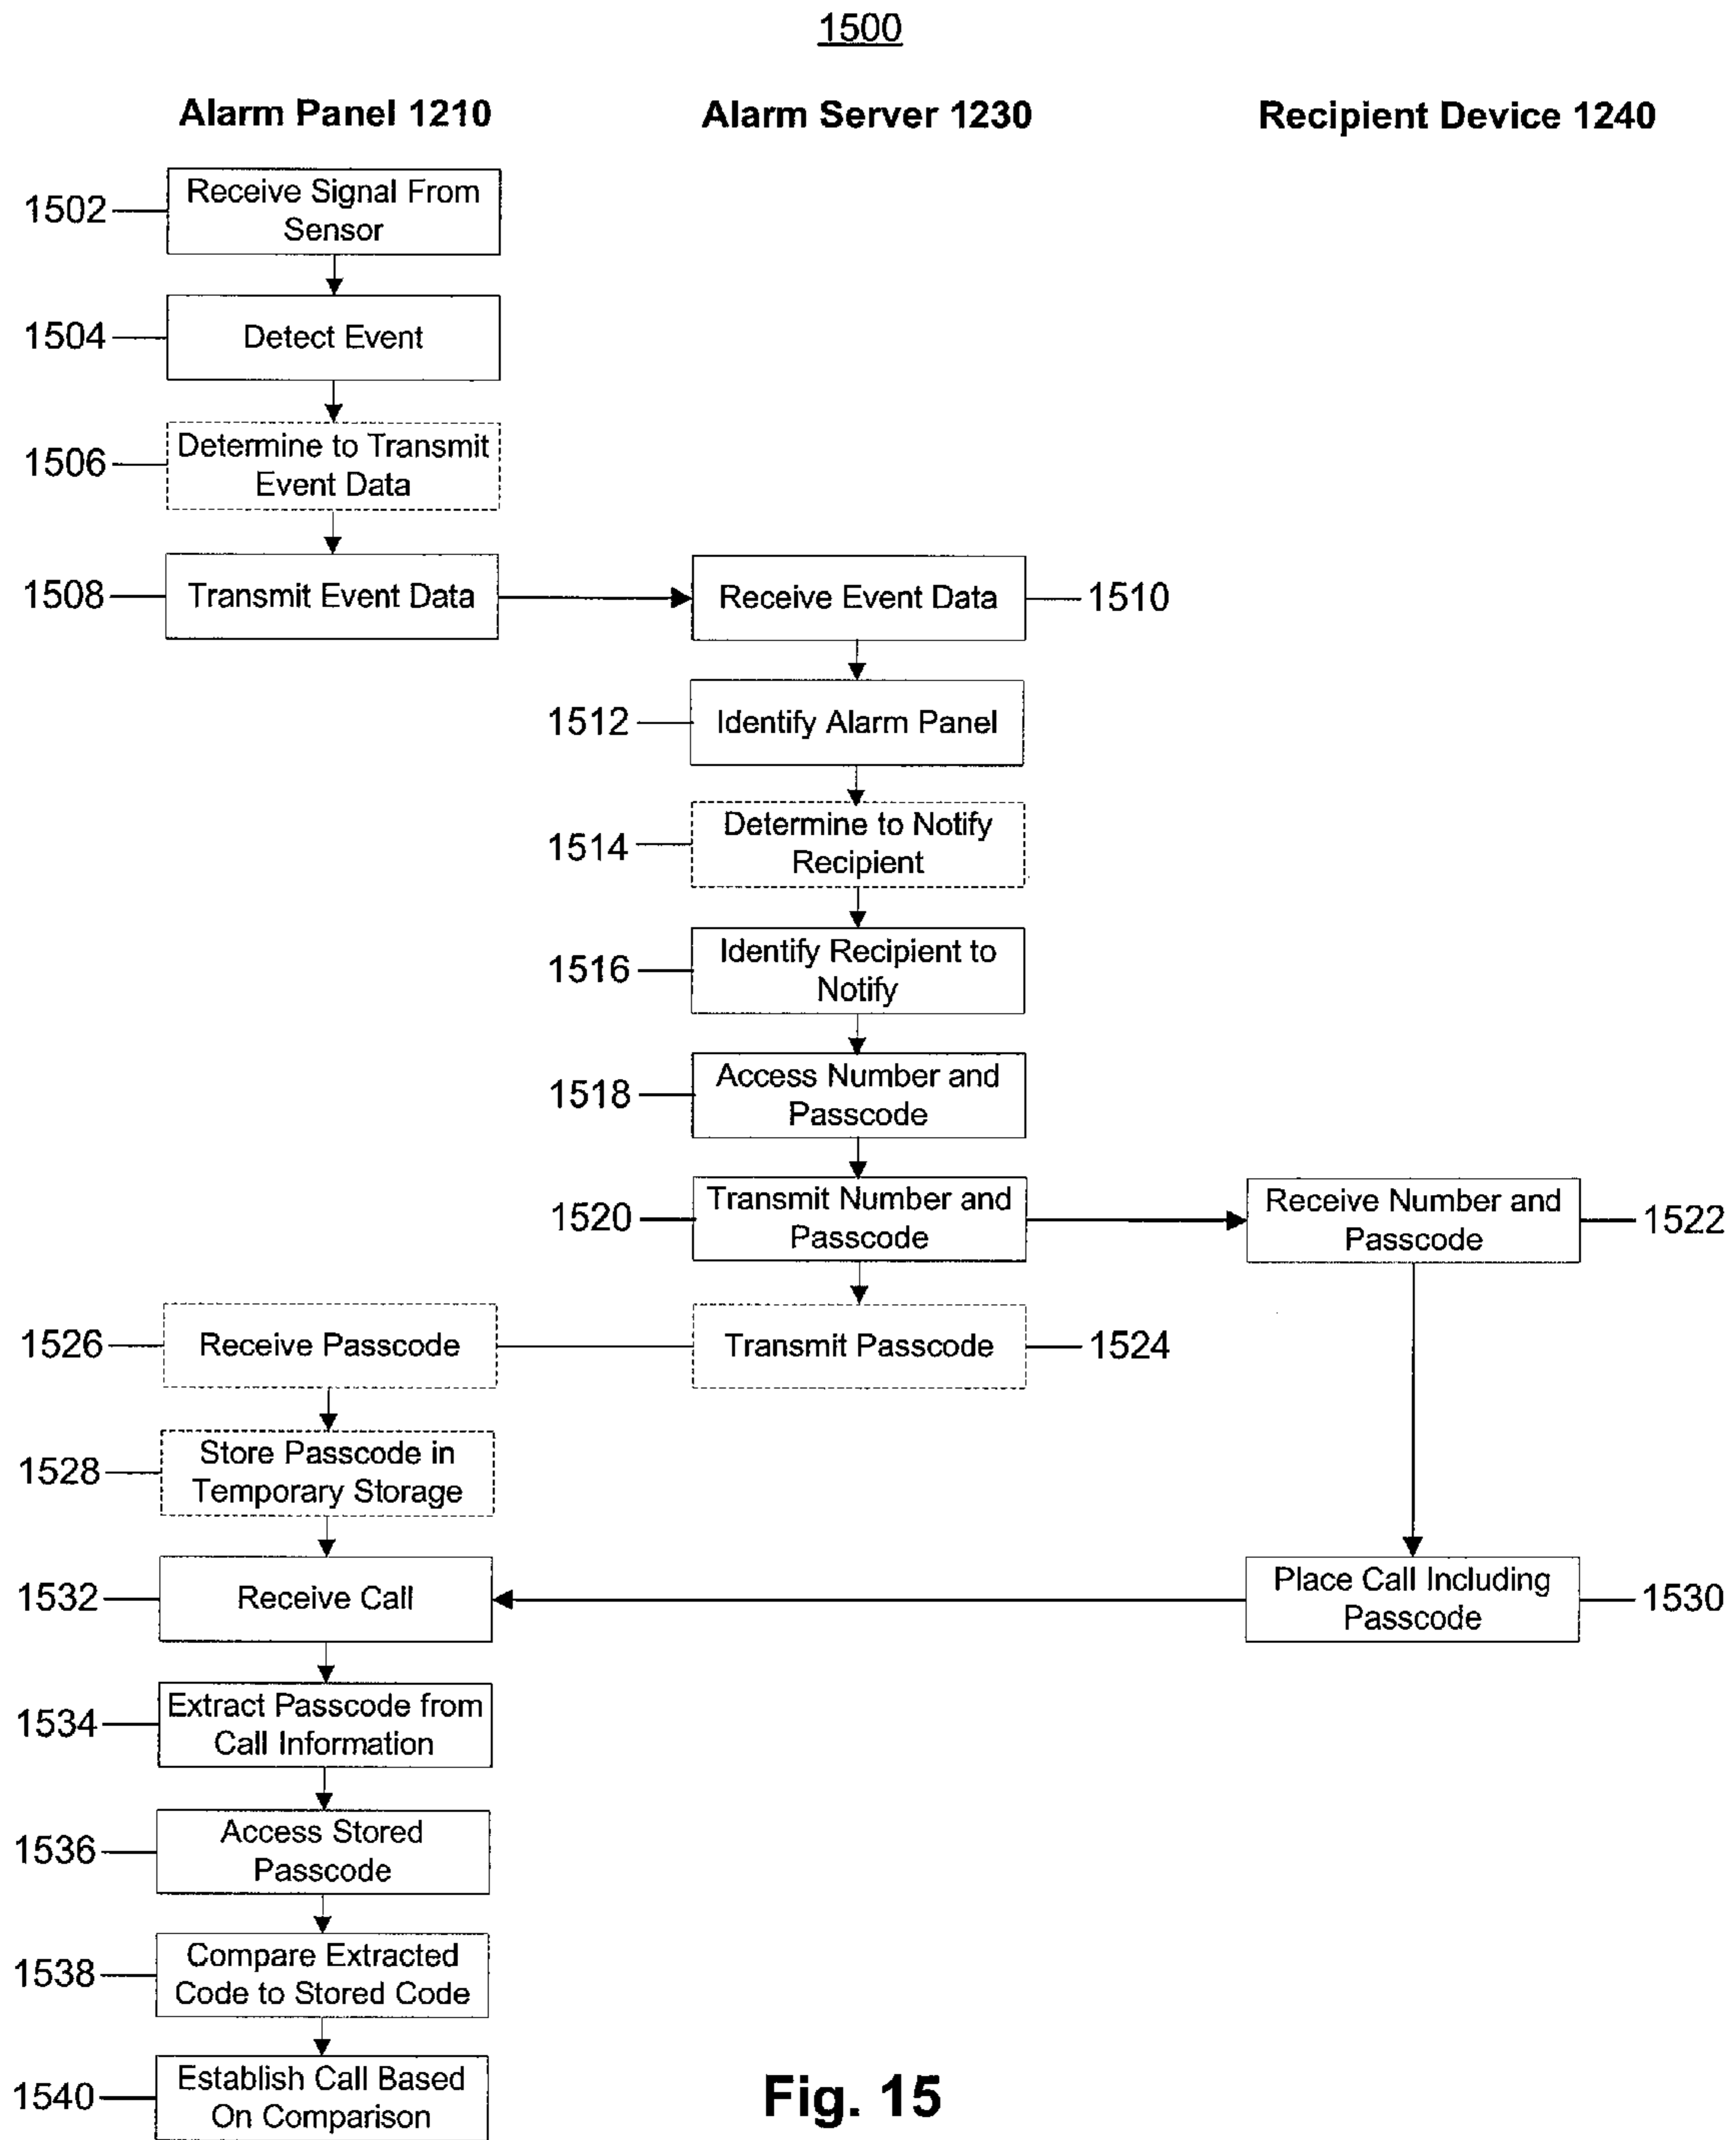 1500
Alarm Panel 1210
Alarm Server 1230
Recipient Device 1240
1502
Receive Signal From
Sensor
1504
Detect Event
1506
Determine to Transmit
Event Data
1508
Transmit Event Data
Receive Event Data
1510
1512
Identify Alarm Panel
1514
Determine to Notify
Recipient
1516
Identify Recipient to
Notify
1518
Access Number and
Passcode
1520
Transmit Number and
Passcode
Receive Number and
Passcode
1522
1526
Receive Passcode
Transmit Passcode
1524
1528
Store Passcode in
Temporary Storage
1532
Receive Call
Place Call Including
Passcode
1530
1534
Extract Passcode from
Call Information
1536
Access Stored
Passcode
1538
Compare Extracted
Code to Stored Code
1540
Establish Call Based
On Comparison
Fig. 15